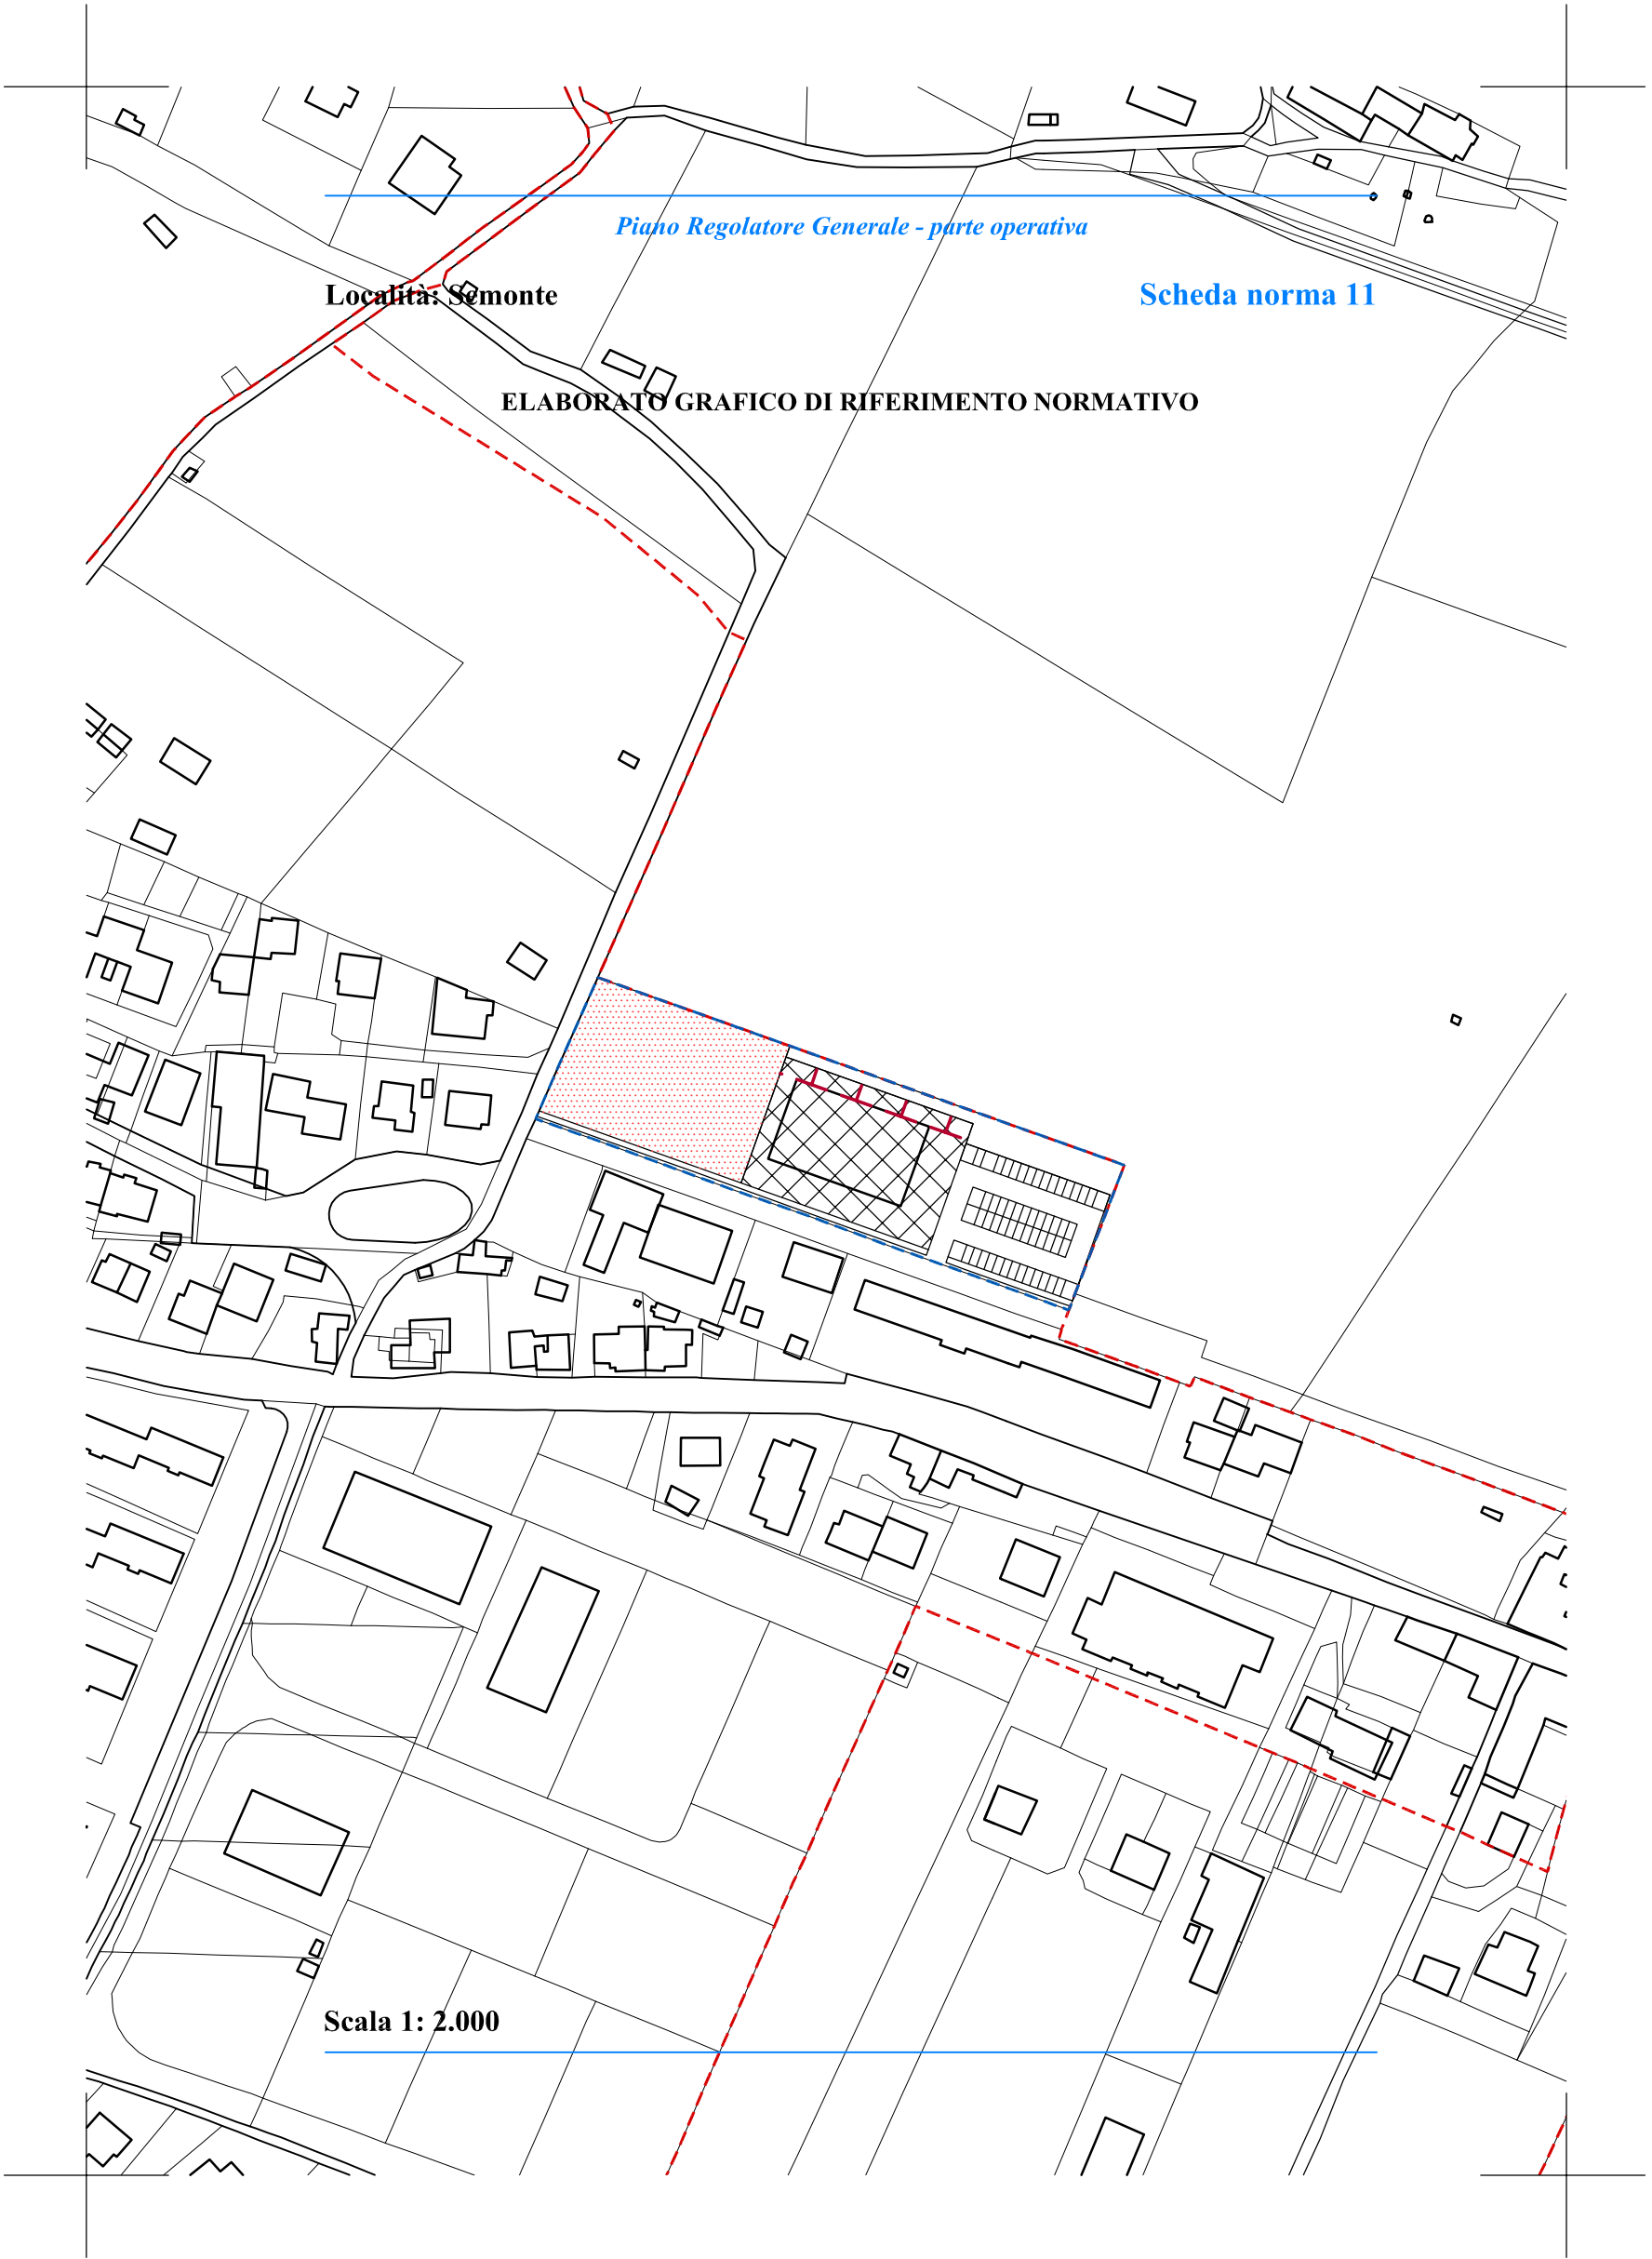 Piano Regolatore Generale - parte operativa
Località: Semonte
Scheda norma 11
ELABORATO GRAFICO DI RIFERIMENTO NORMATIVO
Scala 1: 2.000